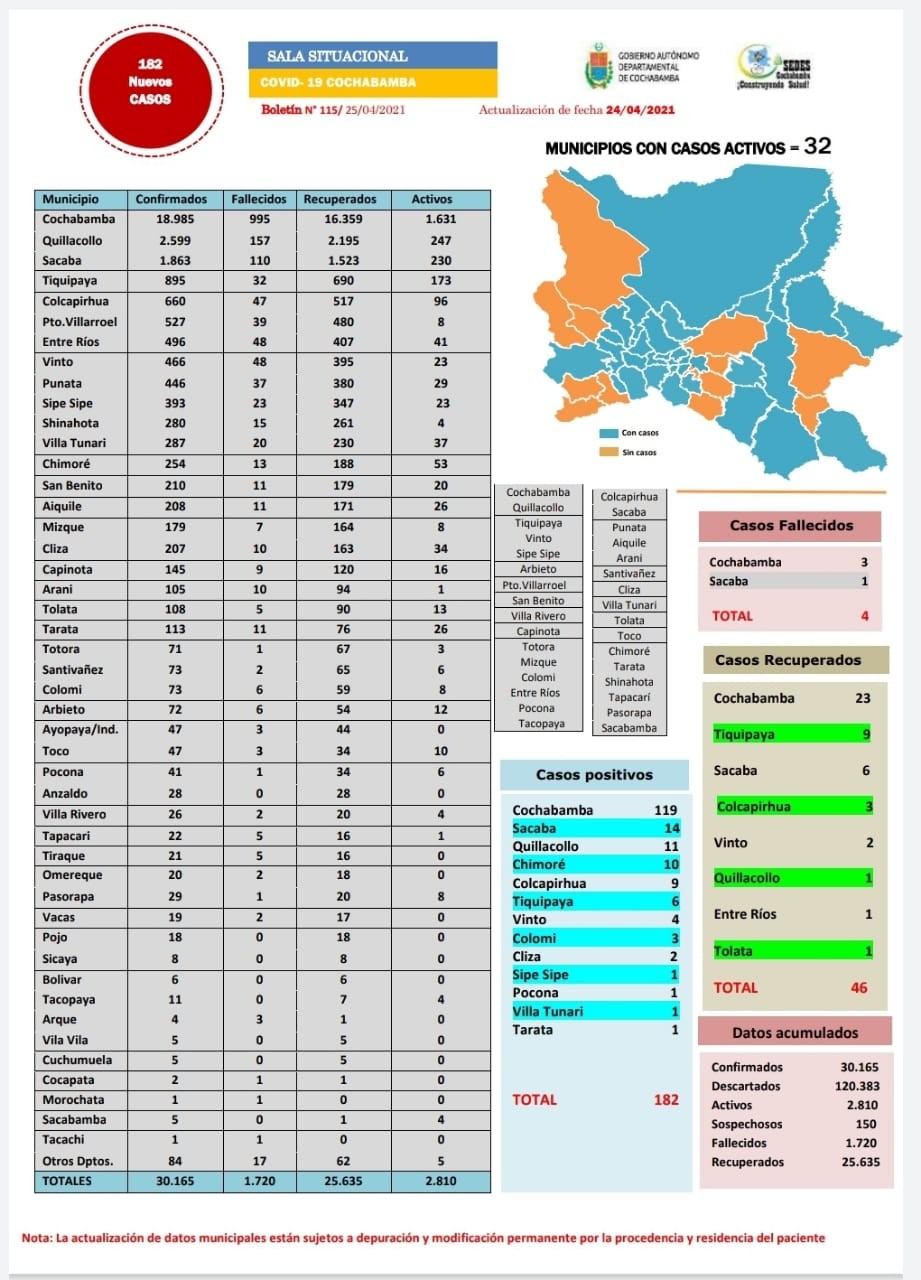 182
Nuevos
CASOS
SALA SITUACIONAL
COVID- 19 COCHABAMBA
Boletín N° 115/ 25/04/2021
Actualización de fecha 24/04/2021
GOBIERNO AUTÓNOMO
DEPARTAMENTAL
DE COCHABAMBA
SEDES
Cochabamba
¡Construyendo Salud!
MUNICIPIOS CON CASOS ACTIVOS = 32
Municipio Confirmados Fallecidos Recuperados Activos
Cochabamba 18.985 995 16.359 1.631
Quillacollo 2.599 157 2.195 247
Sacaba 1.863 110 1.523 230
Tiquipaya 895 32 690 173
Colcapirhua 660 47 517 96
Pto.Villarroel 527 39 480 8
Entre Ríos 496 48 407 41
Vinto 466 48 395 23
Punata 446 37 380 29
Sipe Sipe 393 23 347 23
Shinahota 280 15 261 4
Villa Tunari 287 20 230 37
Chimoré 254 13 188 53
San Benito 210 11 179 20
Aiquile 208 11 171 26
Mizque 179 7 164 8
Cliza 207 10 163 34
Capinota 145 9 120 16
Arani 105 10 94 1
Tolata 108 5 90 13
Tarata 113 11 76 26
Totora 71 1 67 3
Santivañez 73 2 65 6
Colomi 73 6 59 8
Arbieto 72 6 54 12
Ayopaya/Ind. 47 3 44 0
Toco 47 3 34 10
Pocona 41 1 34 6
Anzaldo 28 0 28 0
Villa Rivero 26 2 20 4
Tapacari 22 5 16 1
Tiraque 21 5 16 0
Omereque 20 2 18 0
Pasorapa 29 1 20 8
Vacas 19 2 17 0
Pojo 18 0 18 0
Sicaya 8 0 8 0
Bolivar 6 0 6 0
Tacopaya 11 0 7 4
Arque 4 3 1 0
Vila Vila 5 0 5 0
Cuchumuela 5 0 5 0
Cocapata 2 1 1 0
Morochata 1 1 0 0
Sacabamba 5 0 1 4
Tacachi 1 1 0 0
Otros Dptos. 84 17 62 5
TOTALES 30.165 1.720 25.635 2.810
Con casos
Sin casos
Cochabamba
Quillacollo
Tiquipaya
Vinto
Sipe Sipe
Arbieto
Pto.Villarroel
San Benito
Villa Rivero
Capinota
Totora
Mizque
Colomi
Entre Ríos
Pocona
Tacopaya
Colcapirhua
Sacaba
Punata
Aiquile
Arani
Santivañez
Cliza
Villa Tunari
Tolata
Toco
Chimoré
Tarata
Shinahota
Tapacarí
Pasorapa
Sacabamba
Casos positivos
Cochabamba 119
Sacaba 14
Quillacollo 11
Chimoré 10
Colcapirhua 9
Tiquipaya 6
Vinto 4
Colomi 3
Cliza 2
Sipe Sipe 1
Pocona 1
Villa Tunari 1
Tarata 1
TOTAL 182
Casos Fallecidos
Cochabamba 3
Sacaba 1
TOTAL 4
Casos Recuperados
Cochabamba 23
Tiquipaya 9
Sacaba 6
Colcapirhua 3
Vinto 2
Quillacollo 1
Entre Ríos 1
Tolata 1
TOTAL 46
Datos acumulados
Confirmados 30.165
Descartados 120.383
Activos 2.810
Sospechosos 150
Fallecidos 1.720
Recuperados 25.635
Nota: La actualización de datos municipales están sujetos a depuración y modificación permanente por la procedencia y residencia del paciente